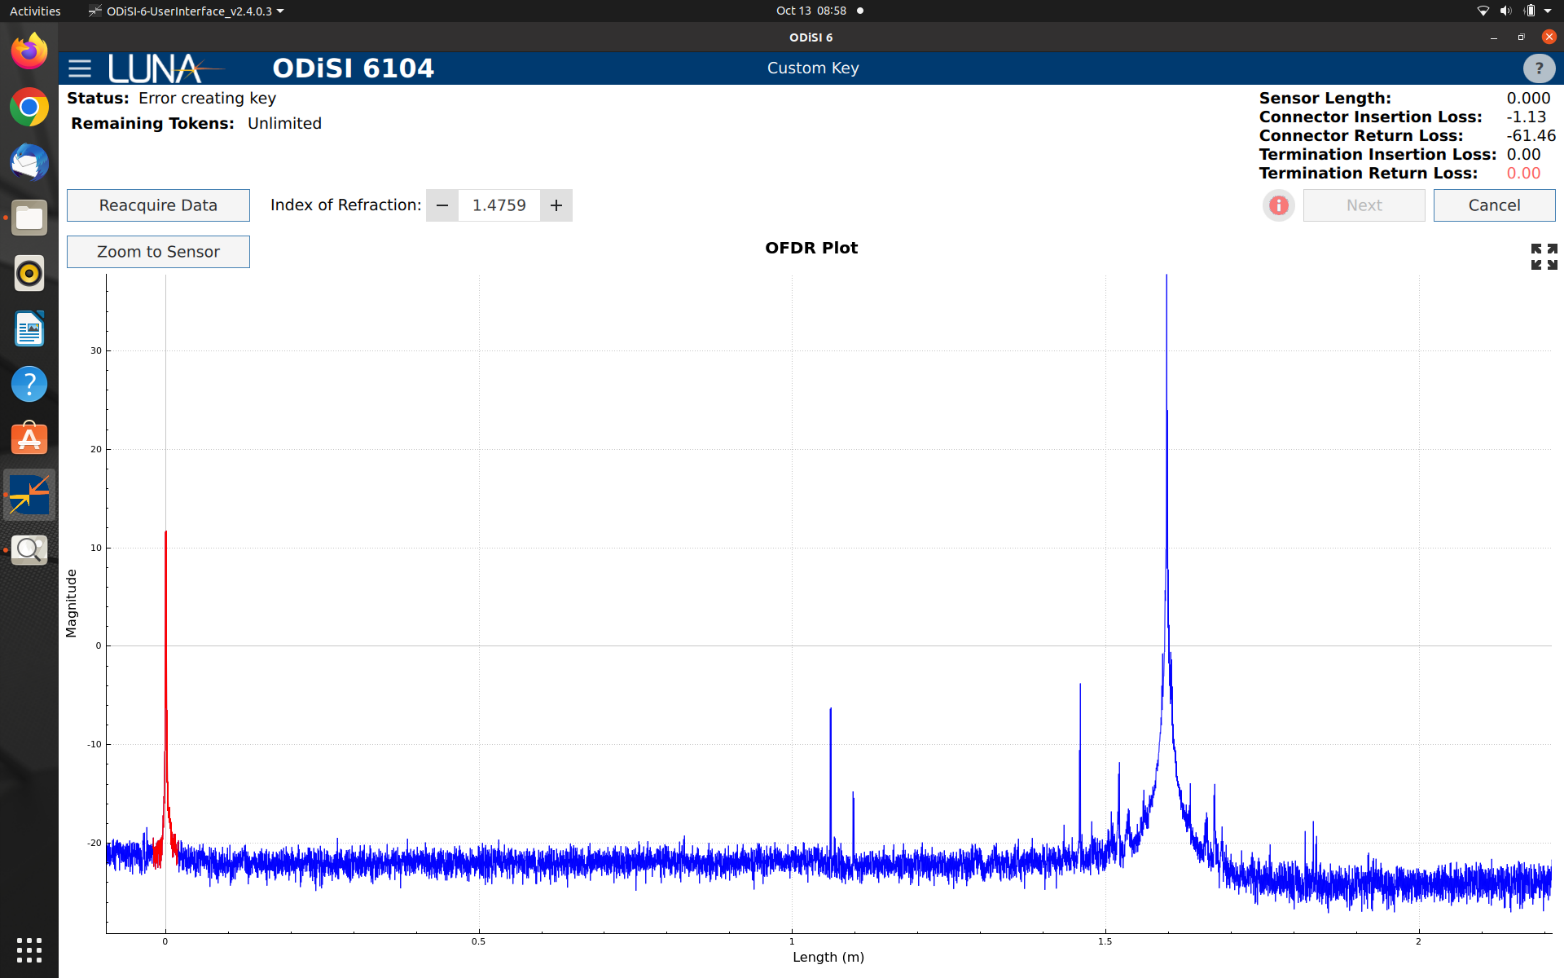 Activities ODiSI-6-UserInterface_v2.4.0.3 Oct 13 08:58
ODiSI 6
LUNA ODiSI 6104 Custom Key ?
Status: Error creating key
Remaining Tokens: Unlimited
Sensor Length: 0.000
Connector Insertion Loss: -1.13
Connector Return Loss: -61.46
Termination Insertion Loss: 0.00
Termination Return Loss: 0.00
Reacquire Data Index of Refraction: − 1.4759 + Next Cancel
Zoom to Sensor
OFDR Plot
30
20
10
0
-10
-20
Magnitude
0 0.5 1 1.5 2
Length (m)